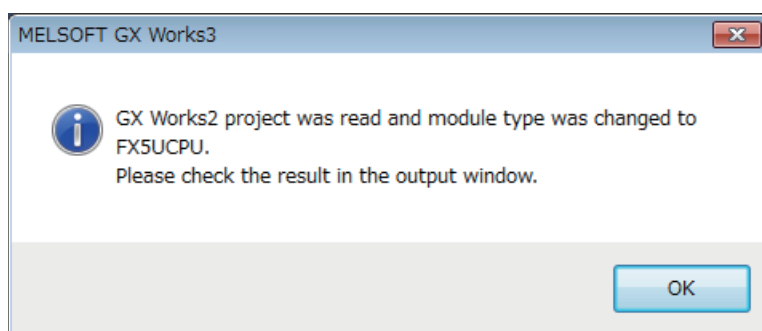 MELSOFT GX Works3
GX Works2 project was read and module type was changed to
FX5UCPU.
Please check the result in the output window.
OK